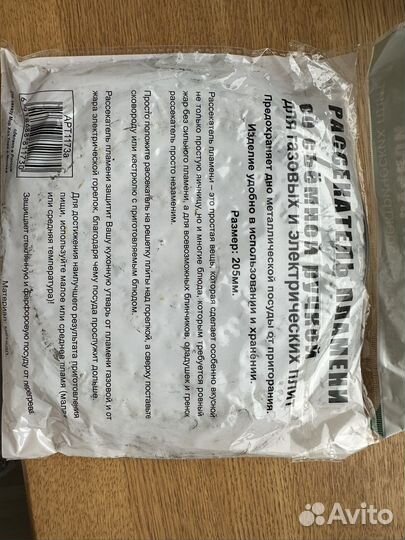 РАССЕКАТЕЛЬ ПЛАМЕНИ
СО СЪЁМНОЙ РУЧКОЙ
для газовых и электрических плит
Предохраняет дно металлической посуды от пригорания.
Изделие удобно в использовании и хранении.
Размер: 205мм.
Рассекатель пламени – это простая вещь, которая сделает особенно вкусной
не только простую яичницу, но и многие блюда, которым требуется ровный
жар без сильного пламени, а для всевозможных блинчиков, оладушек и гренок
рассекатель просто незаменим.
Просто положите рассекатель на решетку плиты над горелкой, а сверху поставьте
сковороду или кастрюлю с приготовляемым блюдом.
Рассекатель пламени защитит Вашу кухонную утварь от пламени газовой и от
жара электрической горелок, благодаря чему посуда прослужит дольше.
Для достижения наилучшего результата приготовления
пищи, используйте малое или среднее пламя (малая
или средняя температура)!
Защищает стеклянную и фарфоровую посуду от перегрева
АРТ1173а
Avito